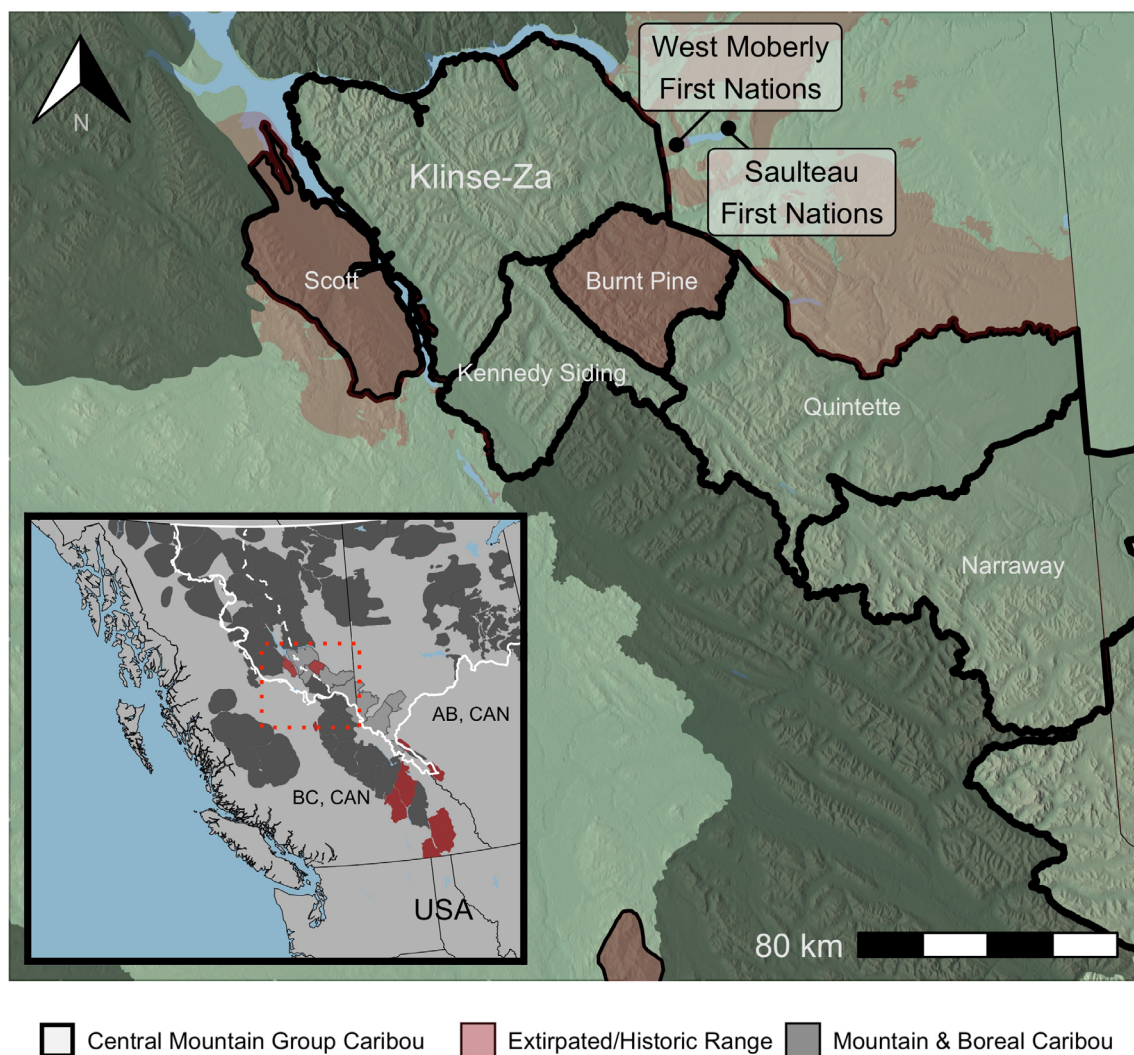 N
West Moberly
First Nations
Saulteau
First Nations
Klinse-Za
Scott
Burnt Pine
Kennedy Siding
Quintette
Narraway
AB, CAN
BC, CAN
USA
80 km
Central Mountain Group Caribou
Extirpated/Historic Range
Mountain & Boreal Caribou